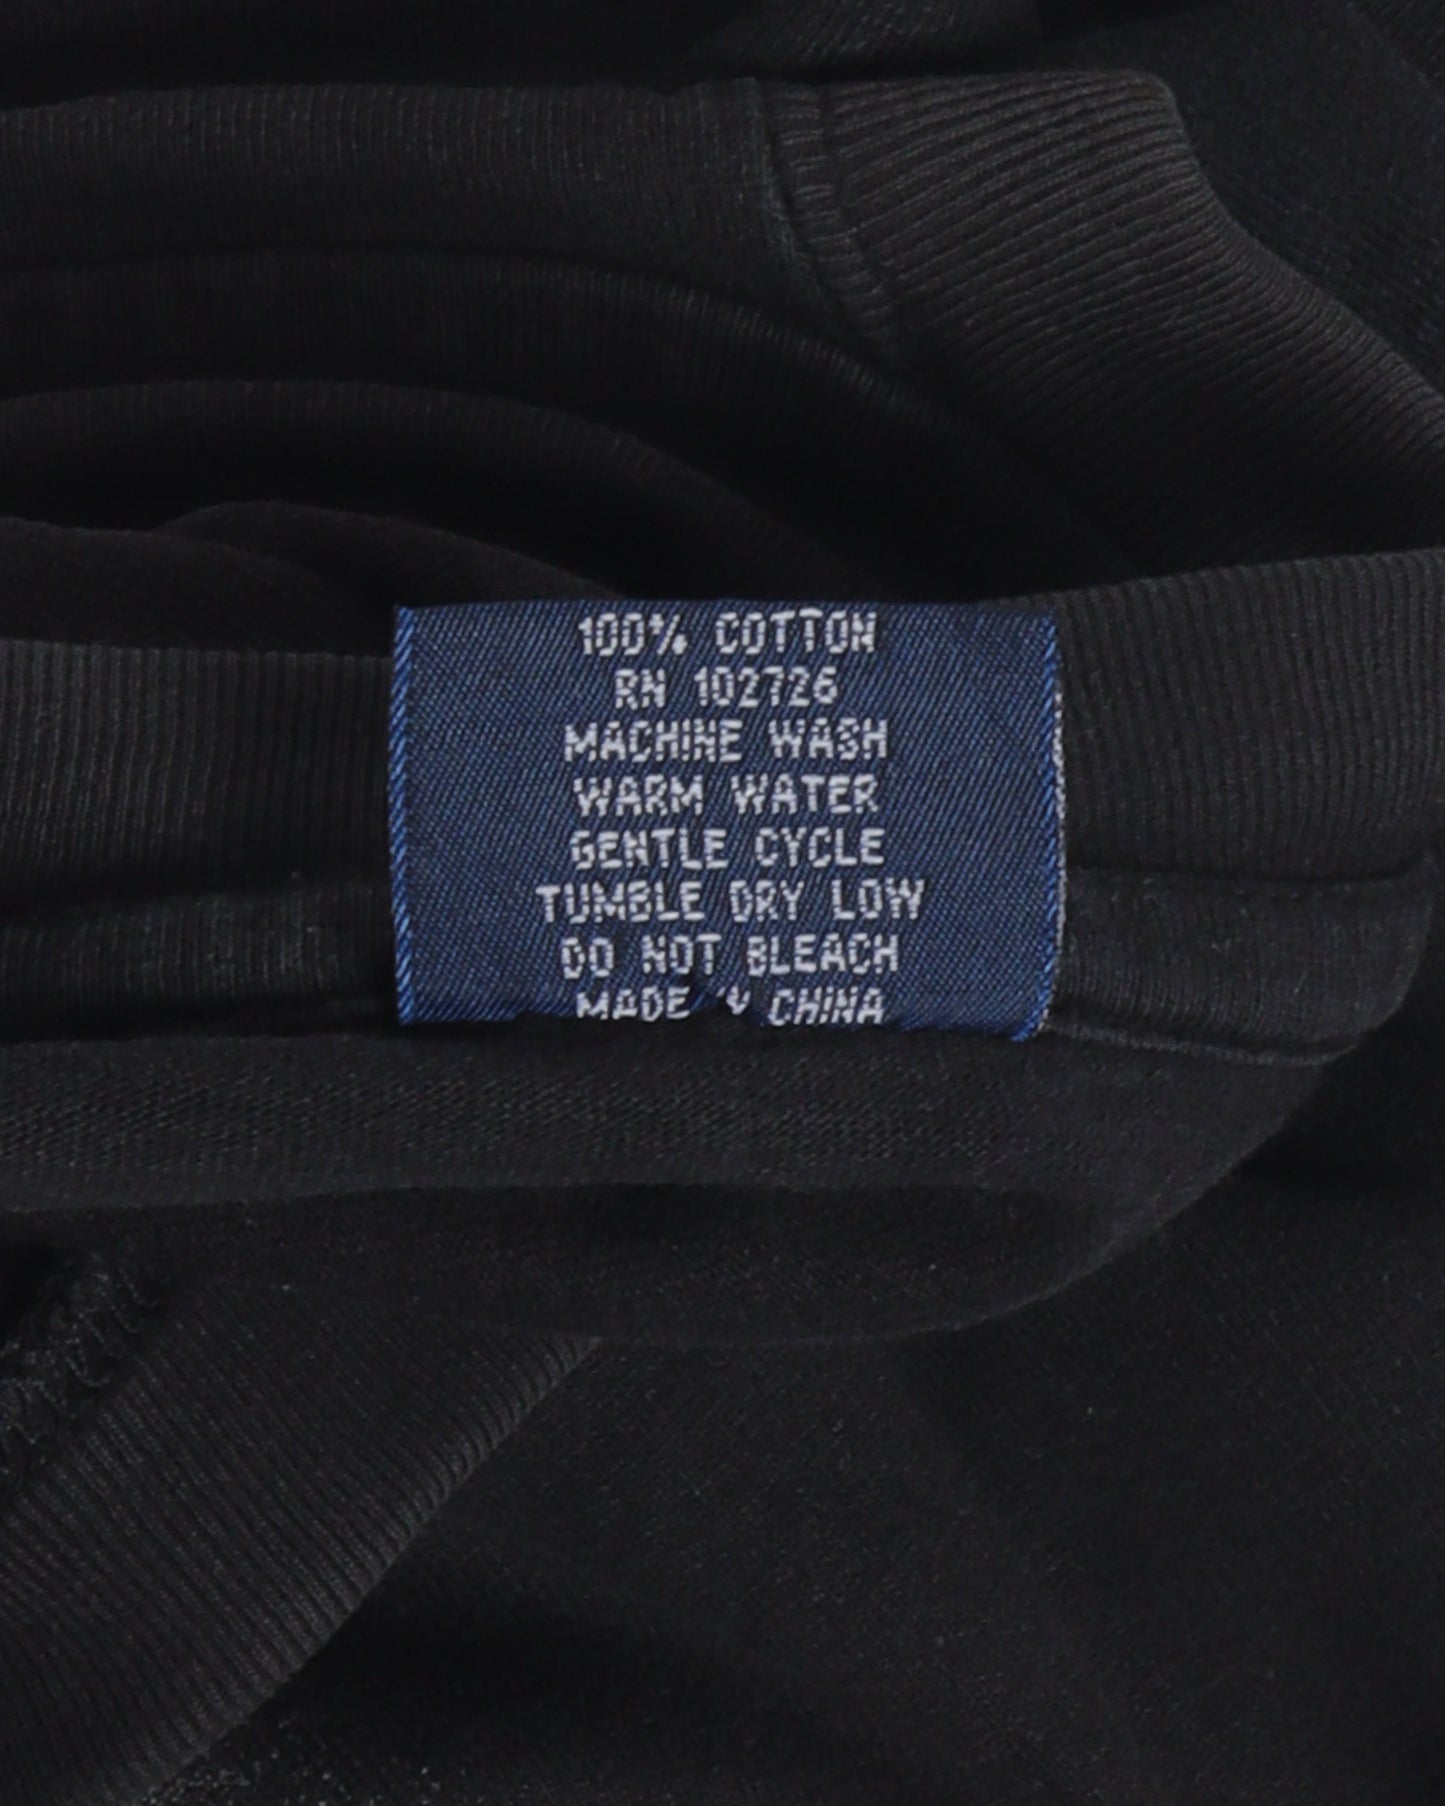 100% COTTON
RN 102726
MACHINE WASH
WARM WATER
GENTLE CYCLE
TUMBLE DRY LOW
DO NOT BLEACH
MADE CHINA